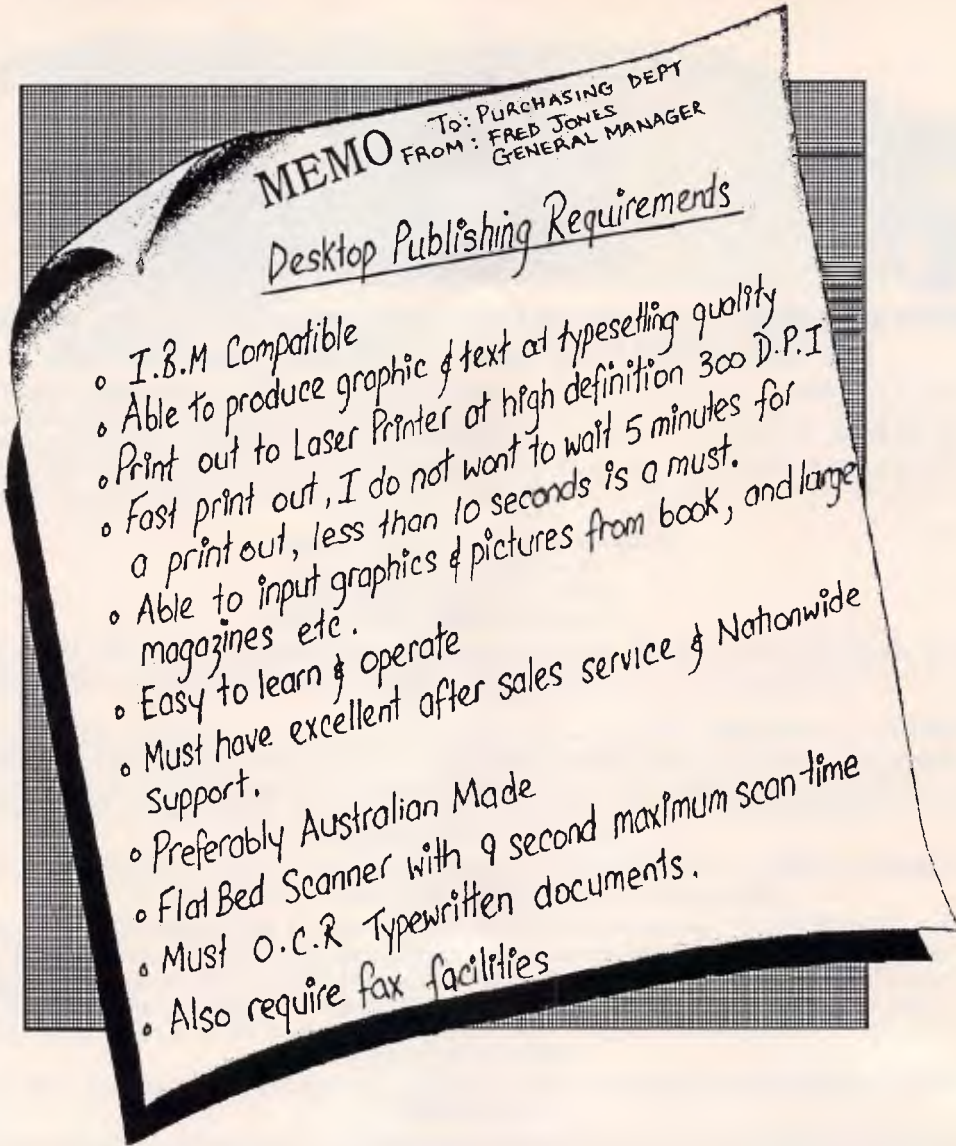 MEMO
To: PURCHASING DEPT
FROM: FRED JONES
GENERAL MANAGER
Desktop Publishing Requirements
• I.B.M Compatible
• Able to produce graphic & text at typesetting quality
• Print out to Laser Printer at high definition 300 D.P.I
• Fast print out, I do not want to wait 5 minutes for
a print out, less than 10 seconds is a must.
• Able to input graphics & pictures from book, and large
magazines etc.
• Easy to learn & operate
• Must have excellent after sales service & Nationwide
Support.
• Preferably Australian Made
• Flat Bed Scanner with 9 second maximum scan-time
• Must O.C.R Typewritten documents.
• Also require fax facilities